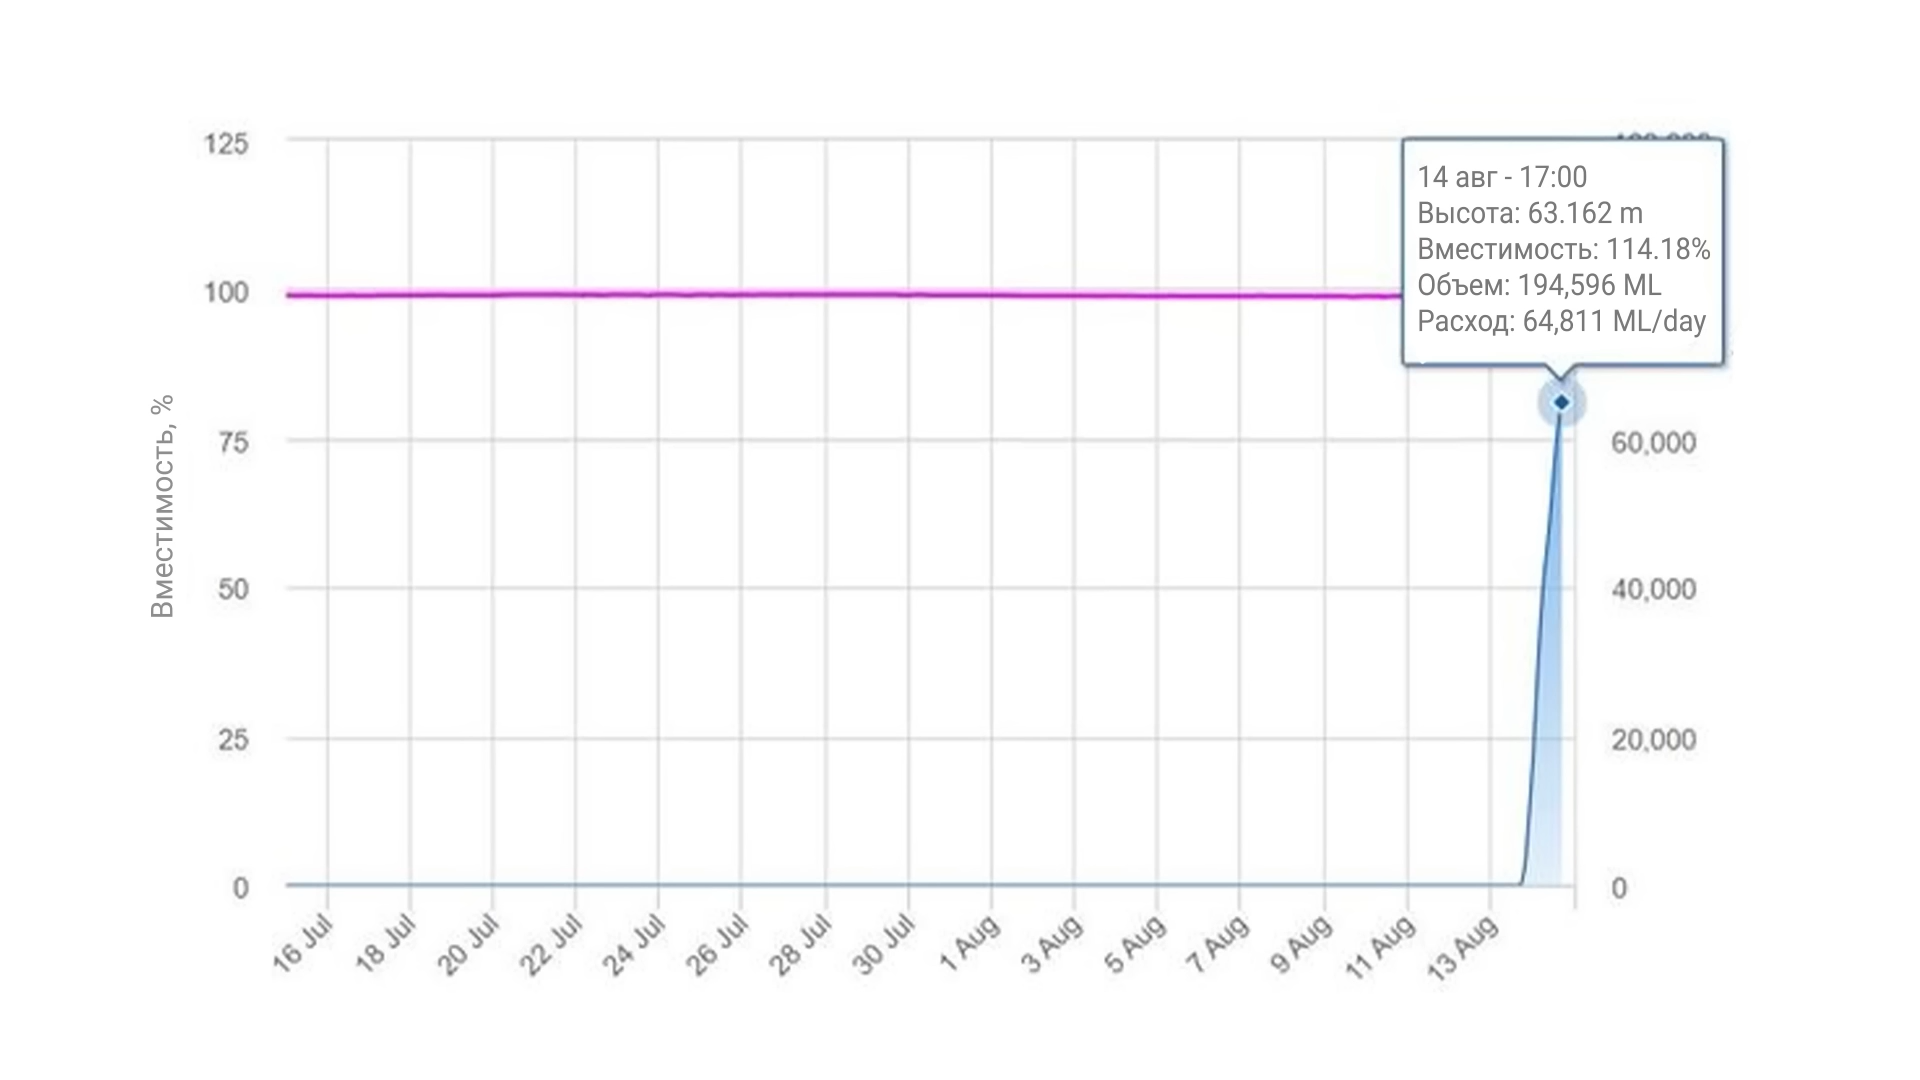 125
100
75
50
25
0
Вместимость, %
14 авг - 17:00
Высота: 63.162 m
Вместимость: 114.18%
Объем: 194,596 ML
Расход: 64,811 ML/day
60,000
40,000
20,000
0
16 Jul
18 Jul
20 Jul
22 Jul
24 Jul
26 Jul
28 Jul
30 Jul
1 Aug
3 Aug
5 Aug
7 Aug
9 Aug
11 Aug
13 Aug